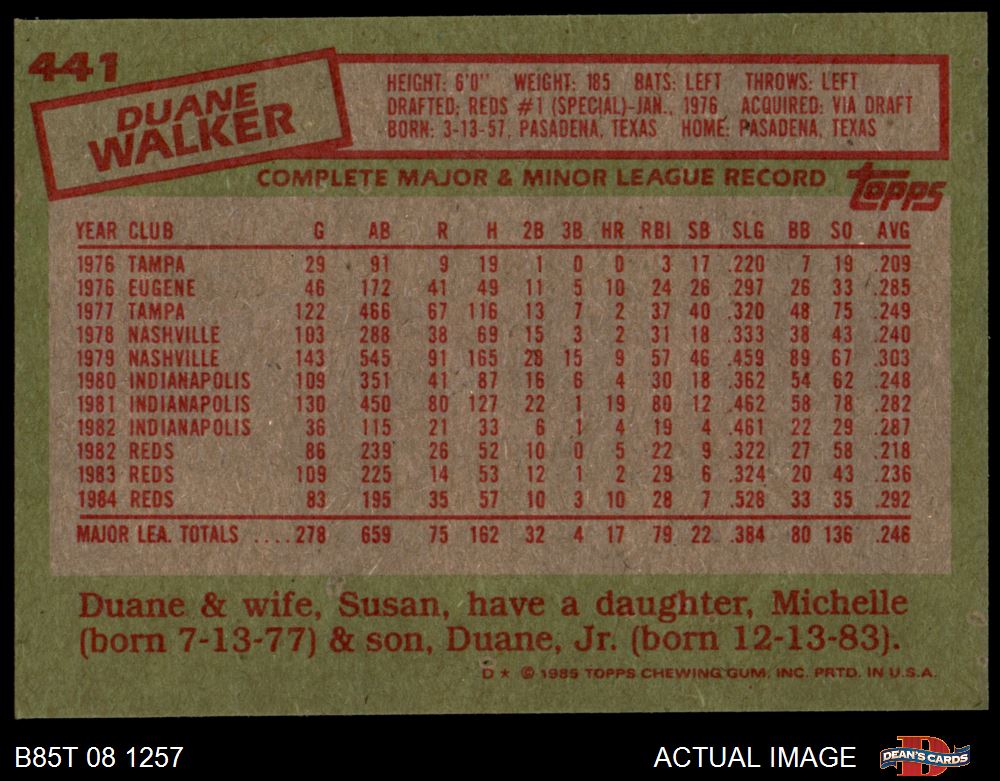 441
DUANE
WALKER
HEIGHT: 6'0" WEIGHT: 185 BATS: LEFT THROWS: LEFT
DRAFTED: REDS #1 (SPECIAL)-JAN., 1976 ACQUIRED: VIA DRAFT
BORN: 3-13-57, PASADENA, TEXAS HOME: PASADENA, TEXAS
COMPLETE MAJOR & MINOR LEAGUE RECORD
topps
YEAR CLUB G AB R H 2B 3B HR RBI SB SLG BB SO AVG
1976 TAMPA 29 91 9 19 1 0 0 3 17 .220 7 19 .209
1976 EUGENE 46 172 41 49 11 5 10 24 26 .297 26 33 .285
1977 TAMPA 122 466 67 116 13 7 2 37 40 .320 48 75 .249
1978 NASHVILLE 103 288 38 69 15 3 2 31 18 .333 38 43 .240
1979 NASHVILLE 143 545 91 165 28 15 9 57 46 .459 89 67 .303
1980 INDIANAPOLIS 109 351 41 87 16 6 4 30 18 .362 54 62 .248
1981 INDIANAPOLIS 130 450 80 127 22 1 19 80 12 .462 58 78 .282
1982 INDIANAPOLIS 36 115 21 33 6 1 4 19 4 .461 22 29 .287
1982 REDS 86 239 26 52 10 0 5 22 9 .322 27 58 .218
1983 REDS 109 225 14 53 12 1 2 29 6 .324 20 43 .236
1984 REDS 83 195 35 57 10 3 10 28 7 .528 33 35 .292
MAJOR LEA. TOTALS ....278 659 75 162 32 4 17 79 22 .384 80 136 .246
Duane & wife, Susan, have a daughter, Michelle
(born 7-13-77) & son, Duane, Jr. (born 12-13-83).
D * © 1985 TOPPS CHEWING GUM, INC. PRTD. IN U.S.A.
B85T 08 1257
ACTUAL IMAGE
DEAN'S CARDS